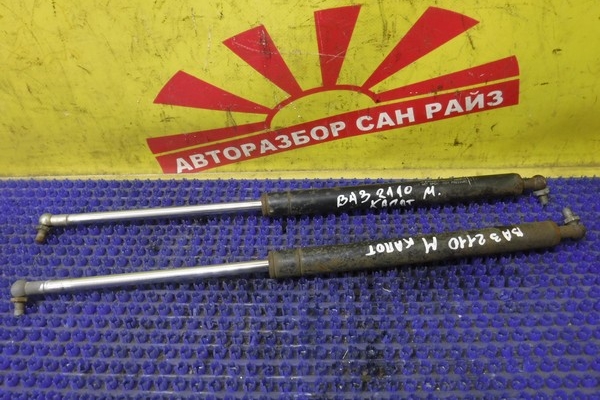 АВТОРАЗБОР САН РАЙЗ
ВАЗ 2110 М.
КАПОТ
ВАЗ 2110 М КАПОТ